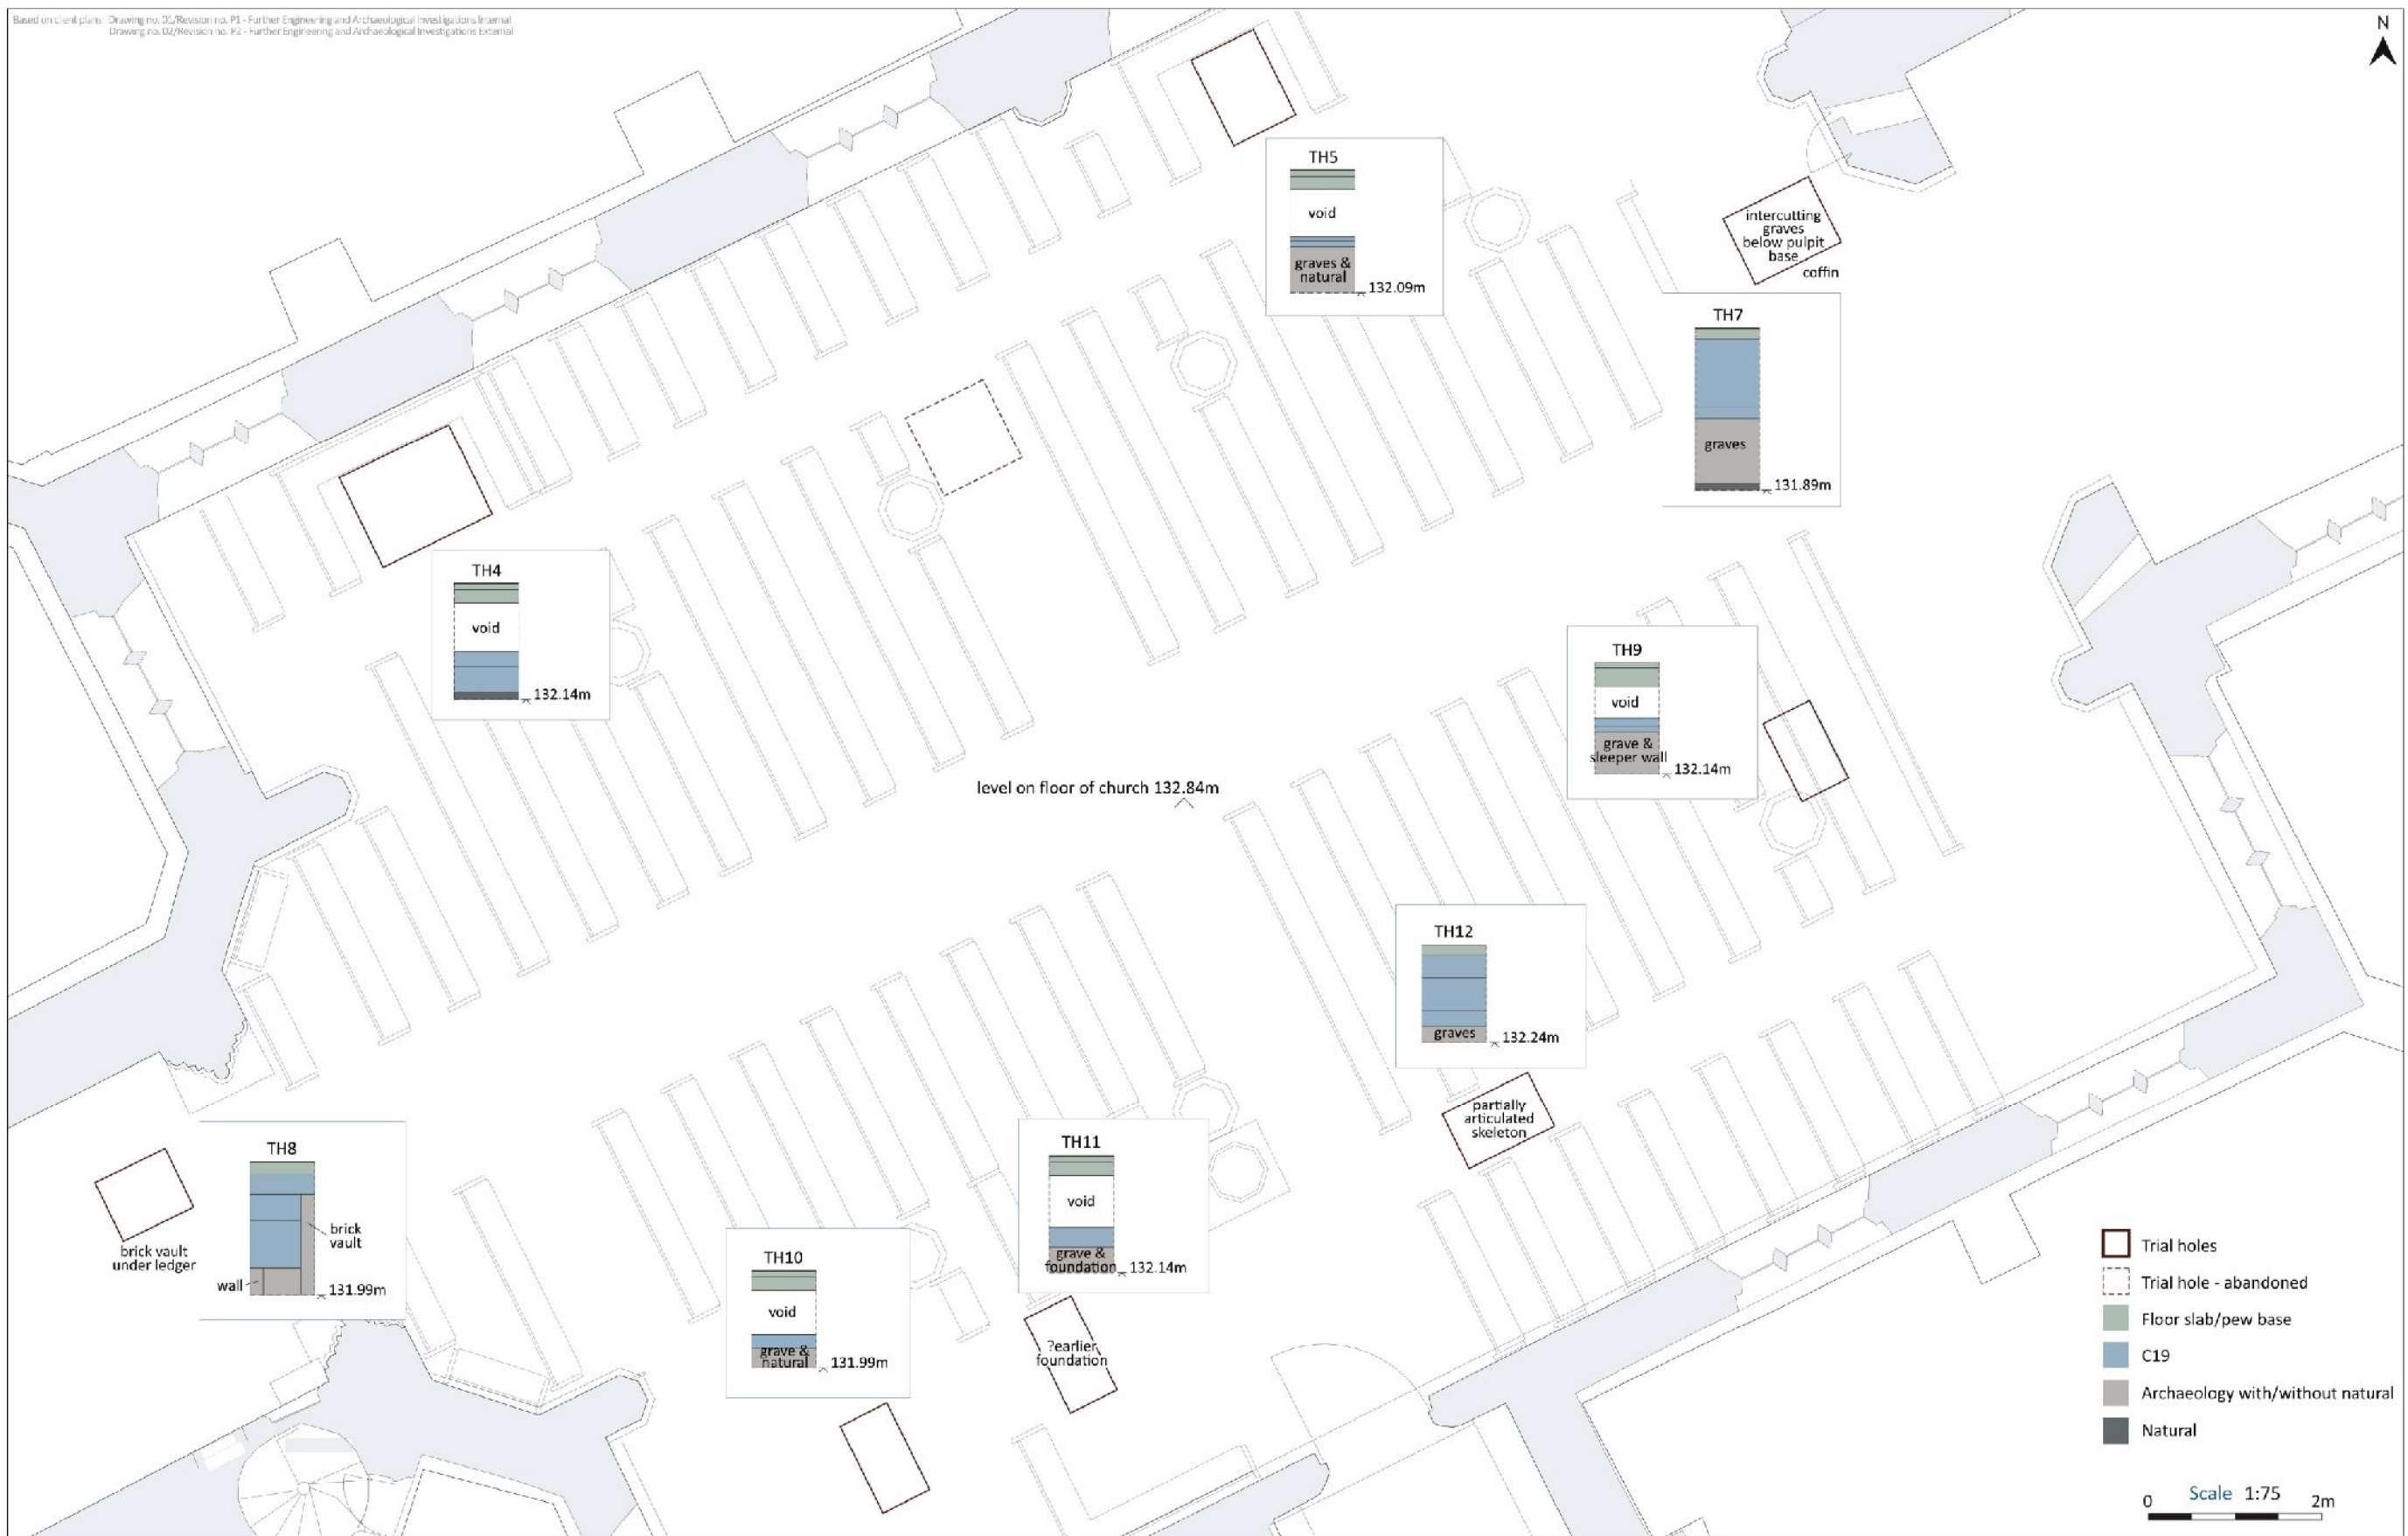 Based on client plans: Drawing no. 01/Revision no. P1 - Further Engineering and Archaeological Investigations Internal
Drawing no. 02/Revision no. P2 - Further Engineering and Archaeological Investigations External
N
TH5
void
graves &
natural
132.09m
intercutting
graves
below pulpit
base
coffin
TH7
graves
131.89m
TH4
void
132.14m
TH9
void
grave &
sleeper wall
132.14m
level on floor of church 132.84m
TH12
graves
132.24m
partially
articulated
skeleton
TH8
brick
vault
wall
131.99m
brick vault
under ledger
TH11
void
grave &
foundation
132.14m
TH10
void
grave &
natural
131.99m
?earlier
foundation
Trial holes
Trial hole - abandoned
Floor slab/pew base
C19
Archaeology with/without natural
Natural
Scale 1:75
0 2m